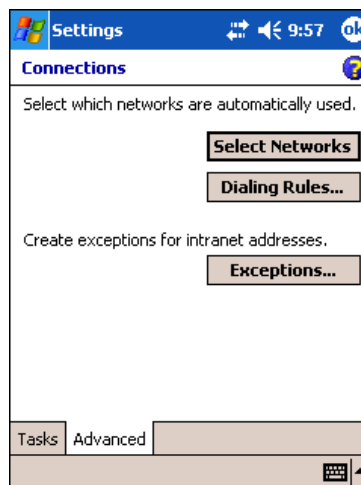 Settings 9:57 ok
Connections
Select which networks are automatically used.
Select Networks
Dialing Rules...
Create exceptions for intranet addresses.
Exceptions...
Tasks Advanced